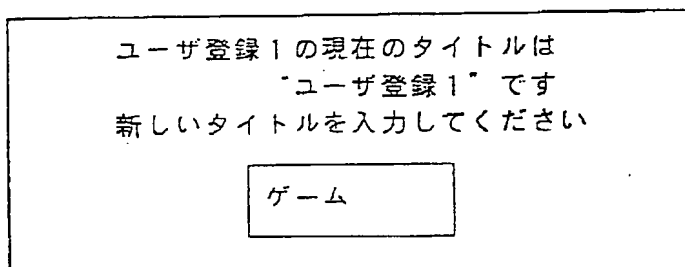 ユーザ登録1の現在のタイトルは
"ユーザ登録1"です
新しいタイトルを入力してください
ゲーム